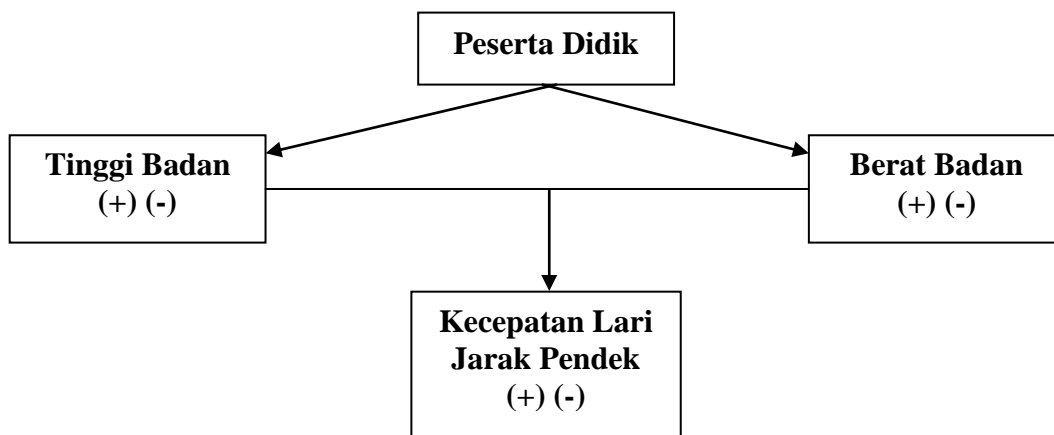 Peserta Didik
Tinggi Badan
(+) (-)
Berat Badan
(+) (-)
Kecepatan Lari
Jarak Pendek
(+) (-)